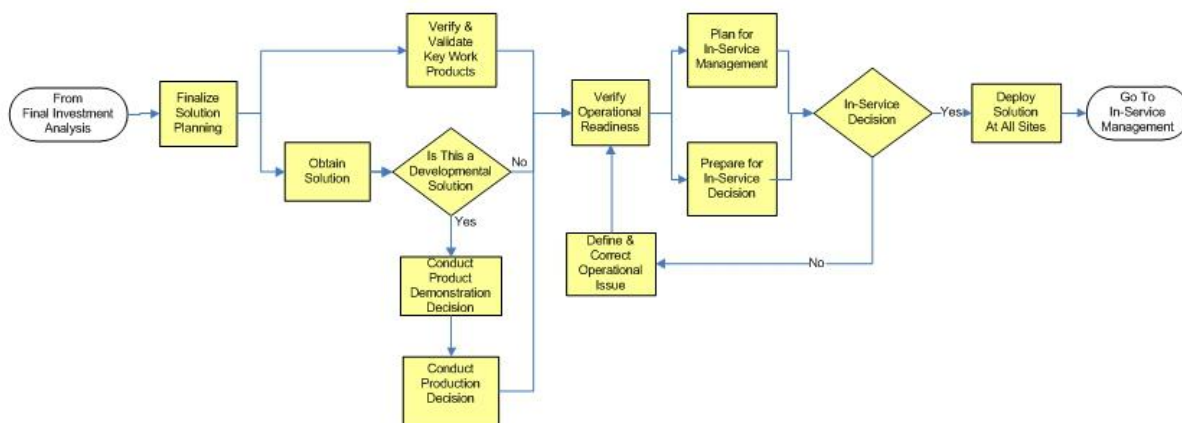 From
Final Investment
Analysis
Finalize
Solution
Planning
Verify &
Validate
Key Work
Products
Obtain
Solution
Is This a
Developmental
Solution
No
Yes
Conduct
Product
Demonstration
Decision
Conduct
Production
Decision
Verify
Operational
Readiness
Define &
Correct
Operational
Issue
Plan for
In-Service
Management
Prepare for
In-Service
Decision
In-Service
Decision
Yes
No
Deploy
Solution
At All Sites
Go To
In-Service
Management